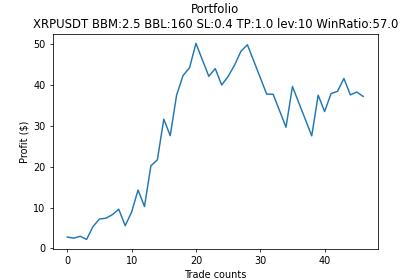 Portfolio
XRPUSDT BBM:2.5 BBL:160 SL:0.4 TP:1.0 lev:10 WinRatio:57.0
50
40
30
20
10
0
Profit ($)
0 10 20 30 40
Trade counts